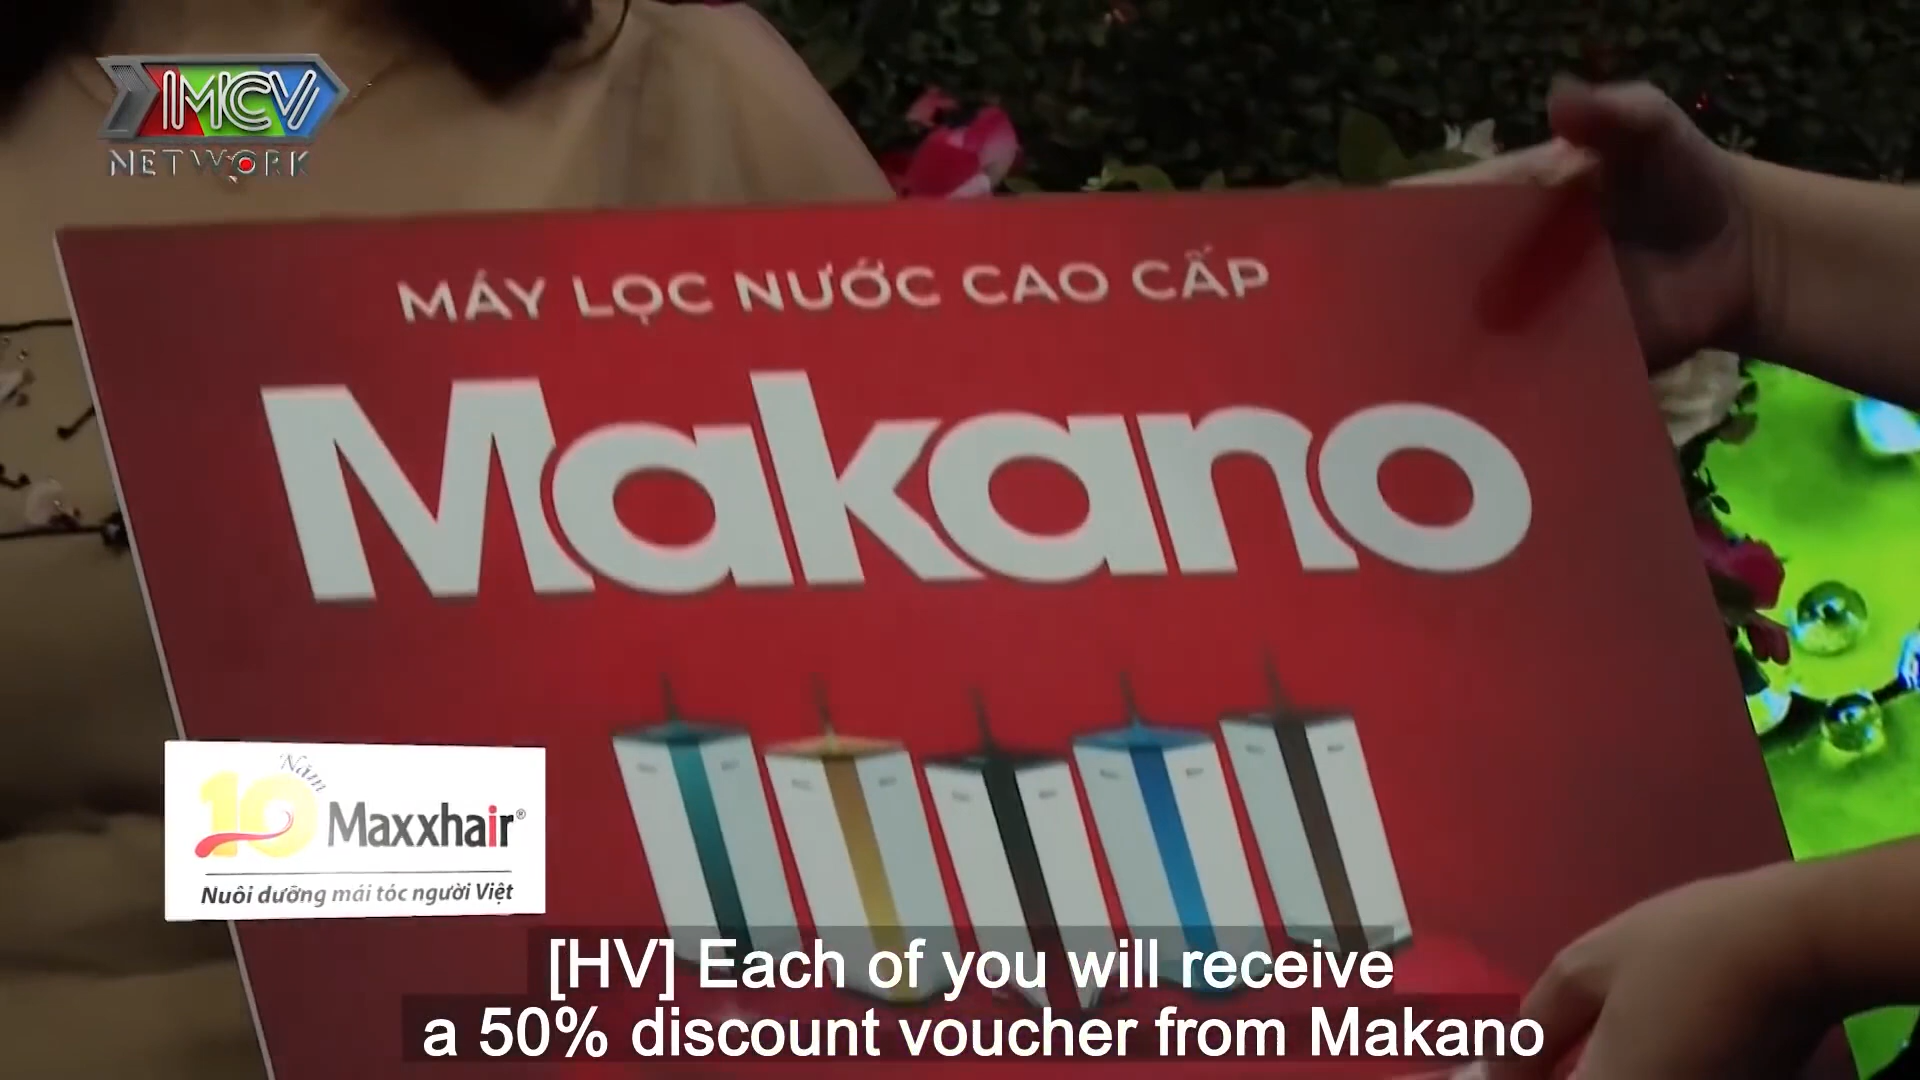 MCV
NETWORK
MÁY LỌC NƯỚC CAO CẤP
Makano
10 Năm
Maxxhair®
Nuôi dưỡng mái tóc người Việt
[HV] Each of you will receive
a 50% discount voucher from Makano